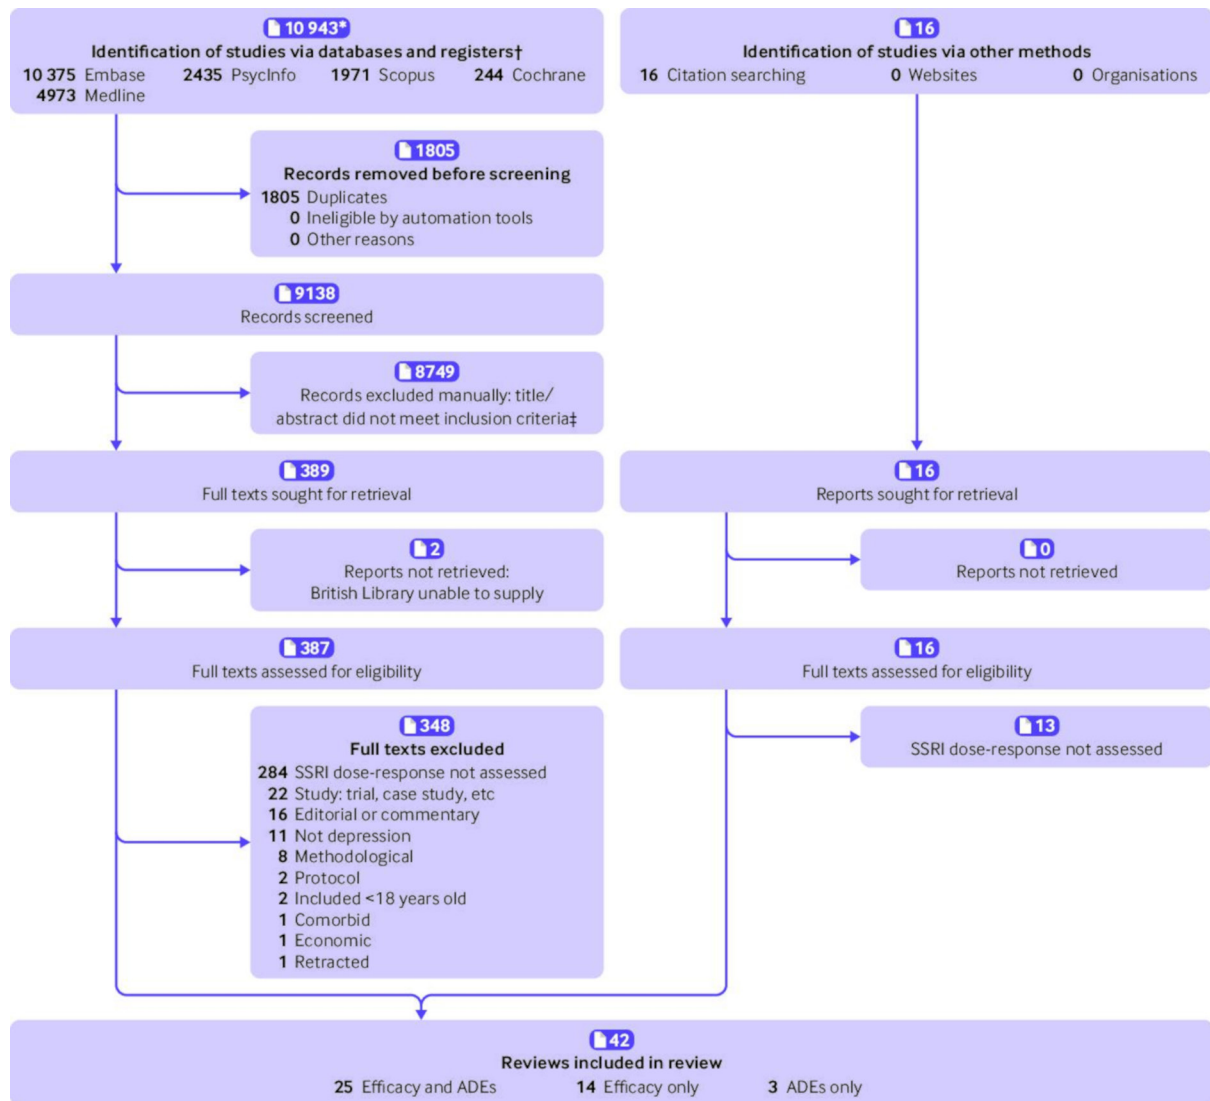 10 943*
Identification of studies via databases and registers†
10 375 Embase 2435 PsycInfo 1971 Scopus 244 Cochrane
4973 Medline
16
Identification of studies via other methods
16 Citation searching 0 Websites 0 Organisations
1805
Records removed before screening
1805 Duplicates
0 Ineligible by automation tools
0 Other reasons
9138
Records screened
8749
Records excluded manually: title/
abstract did not meet inclusion criteria‡
389
Full texts sought for retrieval
16
Reports sought for retrieval
2
Reports not retrieved:
British Library unable to supply
0
Reports not retrieved
387
Full texts assessed for eligibility
16
Full texts assessed for eligibility
348
Full texts excluded
284 SSRI dose-response not assessed
22 Study: trial, case study, etc
16 Editorial or commentary
11 Not depression
8 Methodological
2 Protocol
2 Included <18 years old
1 Comorbid
1 Economic
1 Retracted
13
SSRI dose-response not assessed
42
Reviews included in review
25 Efficacy and ADEs 14 Efficacy only 3 ADEs only